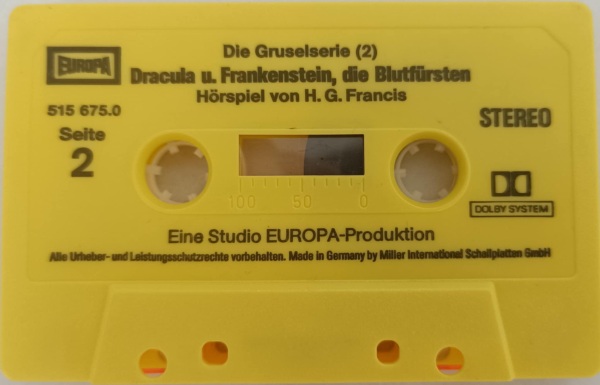 Die Gruselserie (2)
EUROPA
Dracula u. Frankenstein, die Blutfürsten
Hörspiel von H. G. Francis
515 675.0
STEREO
Seite
2
100 50 0
DOLBY SYSTEM
Eine Studio EUROPA-Produktion
Alle Urheber- und Leistungsschutzrechte vorbehalten. Made in Germany by Miller International Schallplatten GmbH